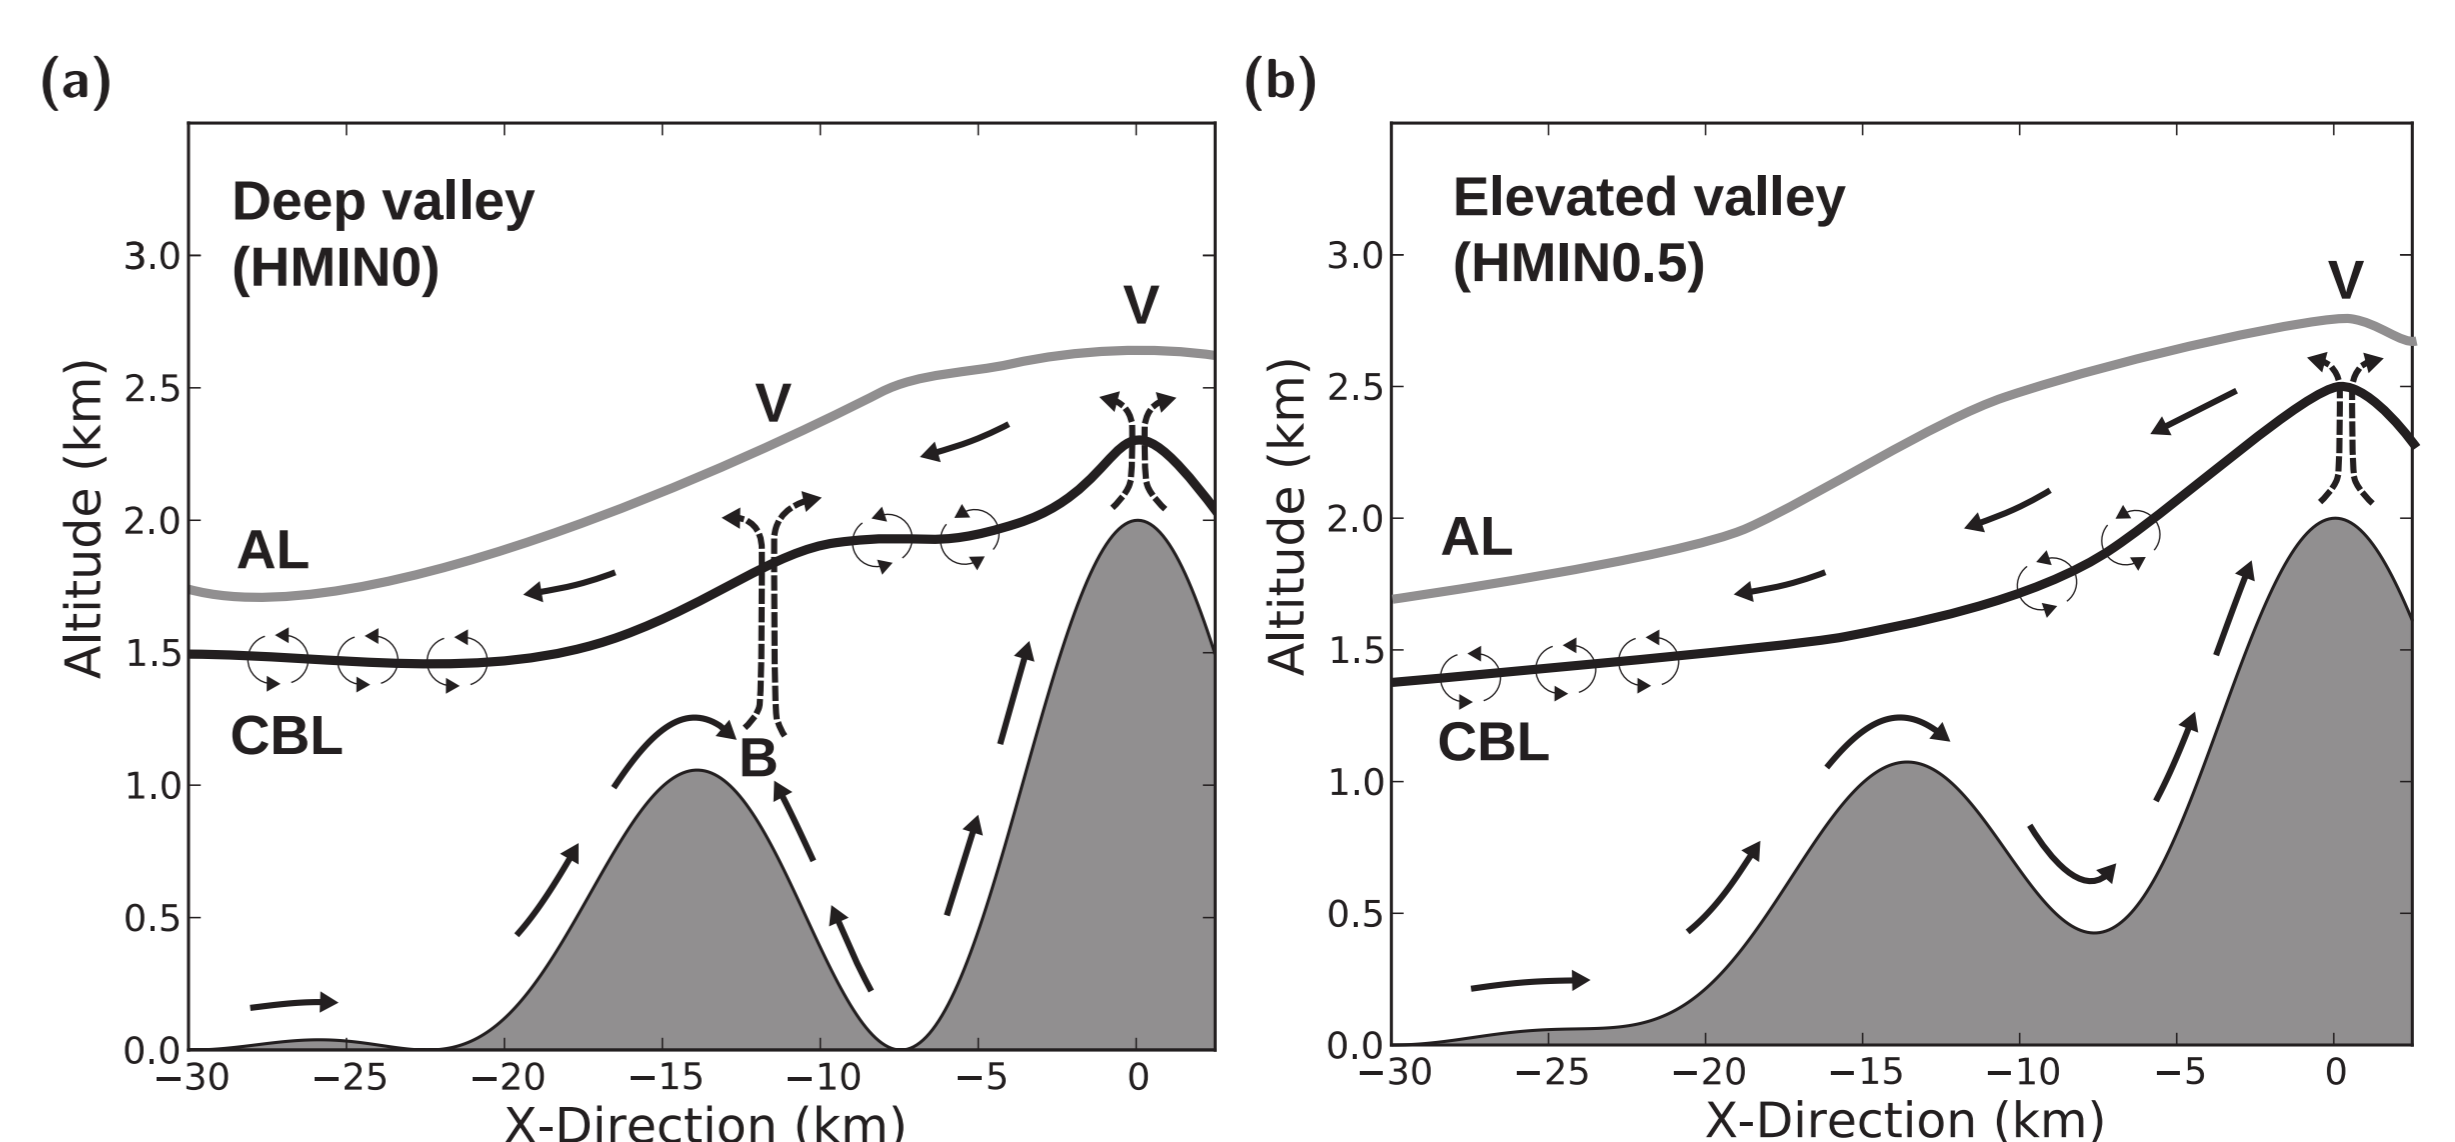 (a)
Deep valley
(HMIN0)
V
V
AL
CBL
B
Altitude (km)
3.0
2.5
2.0
1.5
1.0
0.5
0.0
−30 −25 −20 −15 −10 −5 0
X-Direction (km)
(b)
Elevated valley
(HMIN0.5)
V
AL
CBL
Altitude (km)
3.0
2.5
2.0
1.5
1.0
0.5
0.0
−30 −25 −20 −15 −10 −5 0
X-Direction (km)